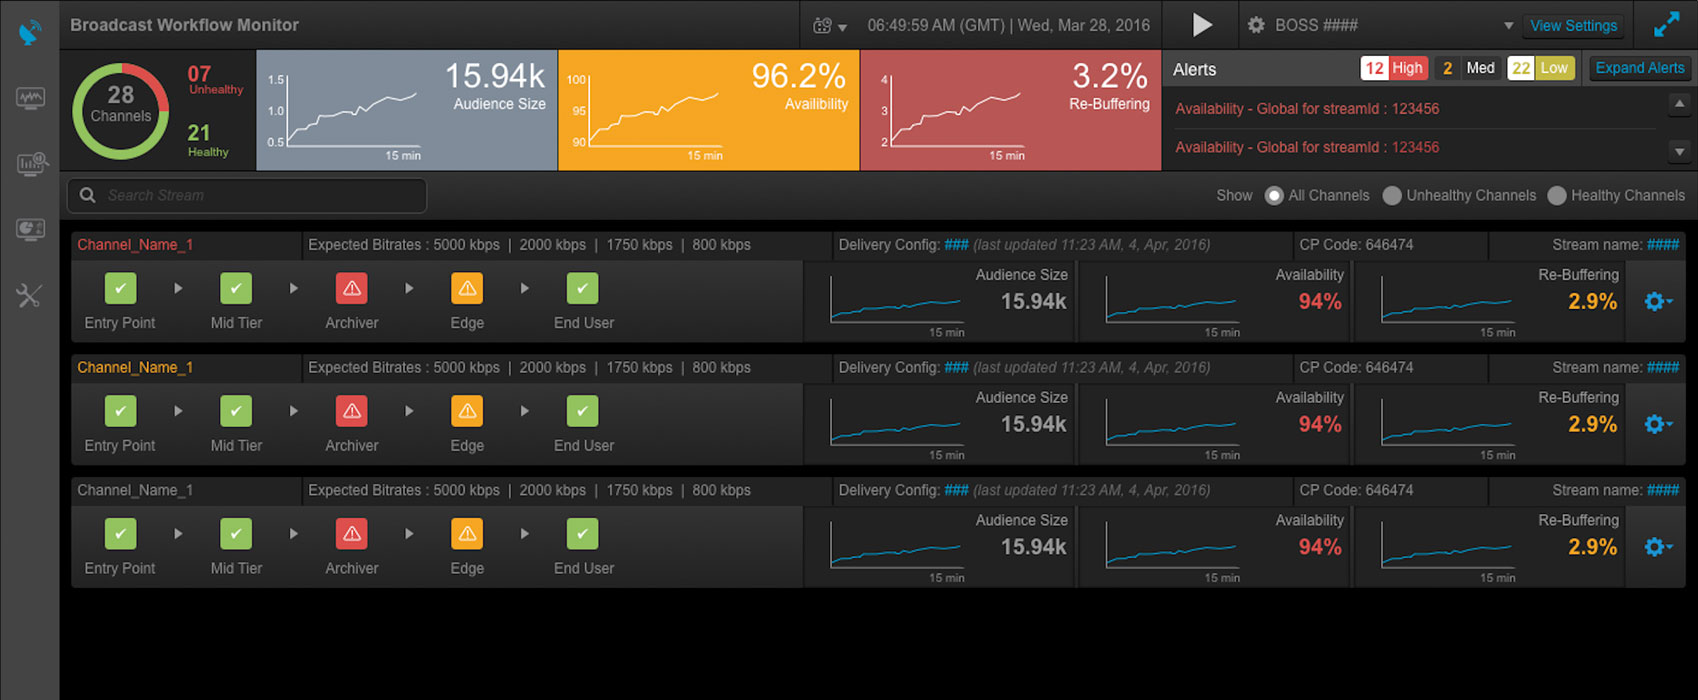 Broadcast Workflow Monitor
06:49:59 AM (GMT) | Wed, Mar 28, 2016
BOSS ####
View Settings
28
Channels
07
Unhealthy
21
Healthy
1.5
1.0
0.5
15 min
15.94k
Audience Size
100
95
90
15 min
96.2%
Availibility
4
3
2
15 min
3.2%
Re-Buffering
Alerts
12 High
2 Med
22 Low
Expand Alerts
Availability - Global for streamId : 123456
Availability - Global for streamId : 123456
Search Stream
Show All Channels Unhealthy Channels Healthy Channels
Channel_Name_1
Expected Bitrates : 5000 kbps | 2000 kbps | 1750 kbps | 800 kbps
Delivery Config: ### (last updated 11:23 AM, 4, Apr, 2016)
CP Code: 646474
Stream name: ####
Entry Point
Mid Tier
Archiver
Edge
End User
Audience Size
15.94k
15 min
Availability
94%
15 min
Re-Buffering
2.9%
15 min
Channel_Name_1
Expected Bitrates : 5000 kbps | 2000 kbps | 1750 kbps | 800 kbps
Delivery Config: ### (last updated 11:23 AM, 4, Apr, 2016)
CP Code: 646474
Stream name: ####
Entry Point
Mid Tier
Archiver
Edge
End User
Audience Size
15.94k
15 min
Availability
94%
15 min
Re-Buffering
2.9%
15 min
Channel_Name_1
Expected Bitrates : 5000 kbps | 2000 kbps | 1750 kbps | 800 kbps
Delivery Config: ### (last updated 11:23 AM, 4, Apr, 2016)
CP Code: 646474
Stream name: ####
Entry Point
Mid Tier
Archiver
Edge
End User
Audience Size
15.94k
15 min
Availability
94%
15 min
Re-Buffering
2.9%
15 min